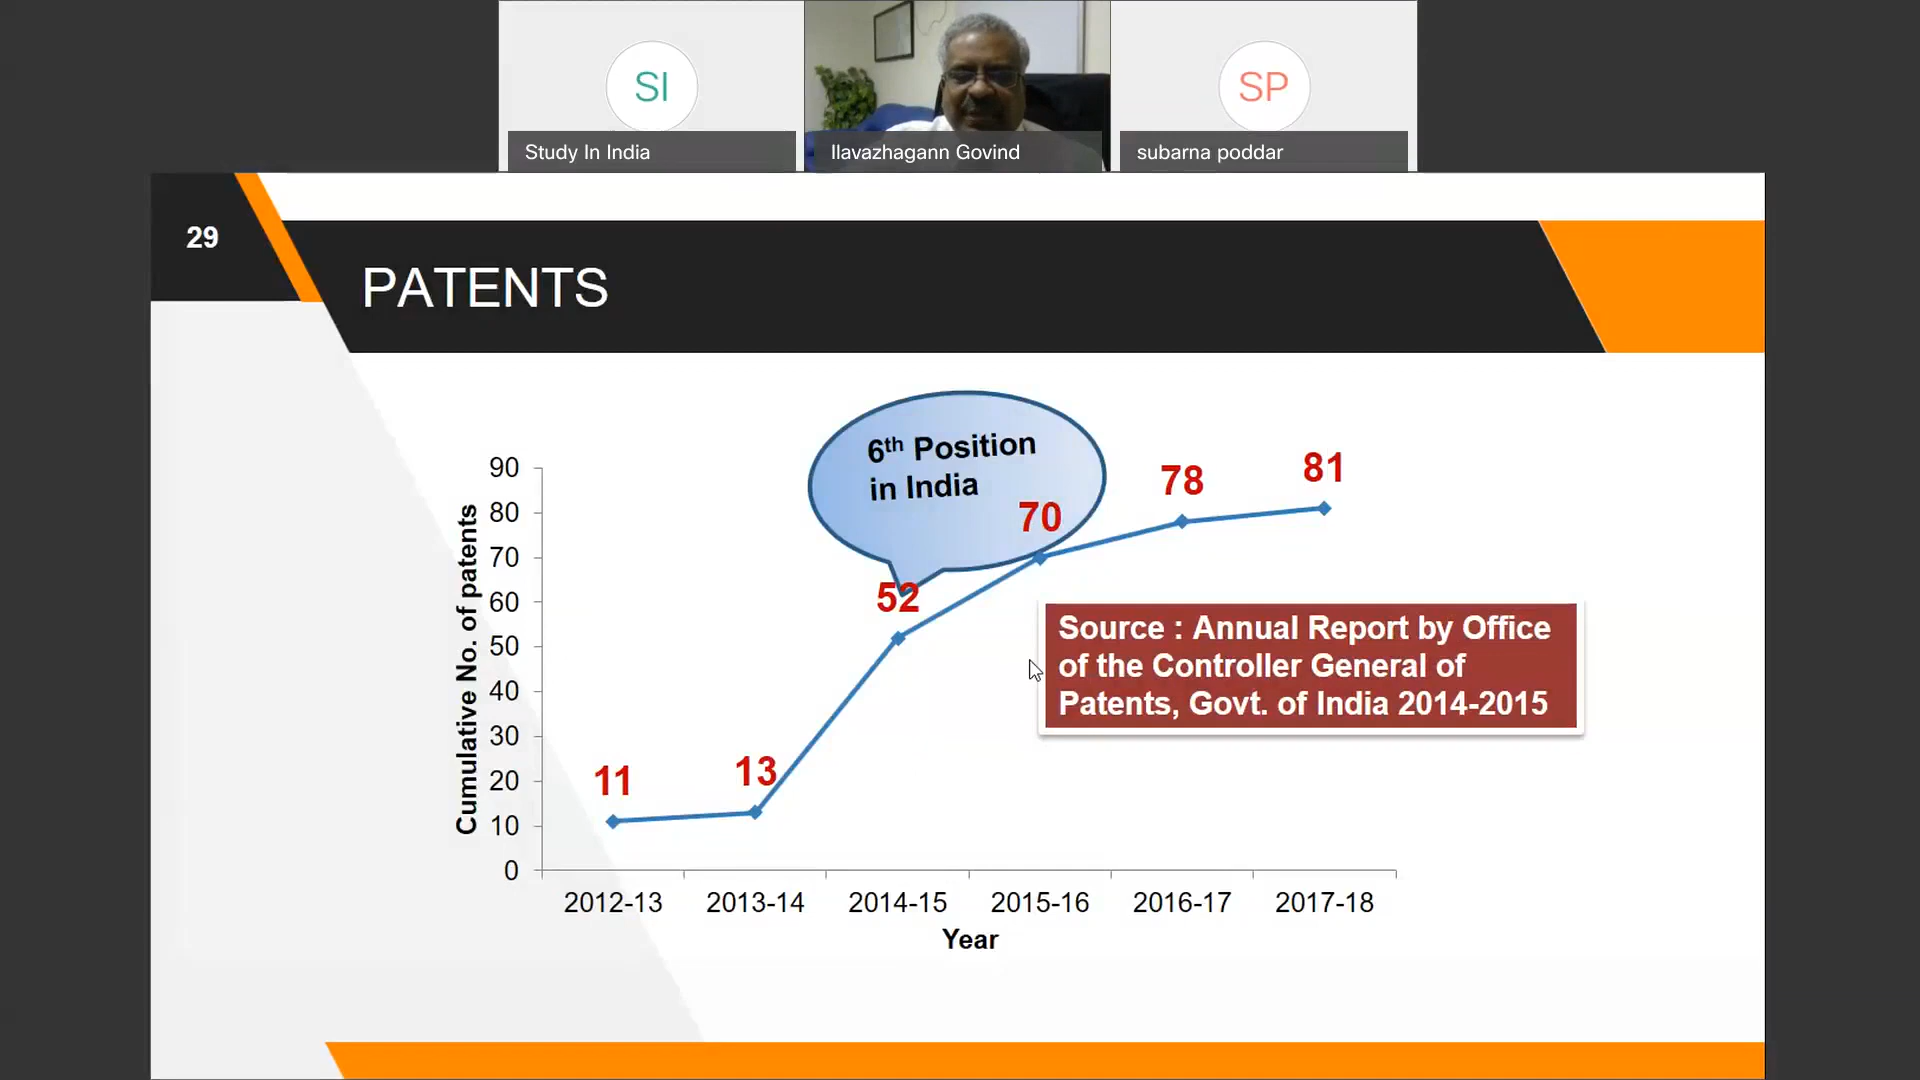 SI
SP
Study In India
Ilavazhagann Govind
subarna poddar
29
PATENTS
6th Position
in India
90
80
70
60
50
40
30
20
10
0
Cumulative No. of patents
11
13
52
70
78
81
Source : Annual Report by Office
of the Controller General of
Patents, Govt. of India 2014-2015
2012-13
2013-14
2014-15
2015-16
2016-17
2017-18
Year